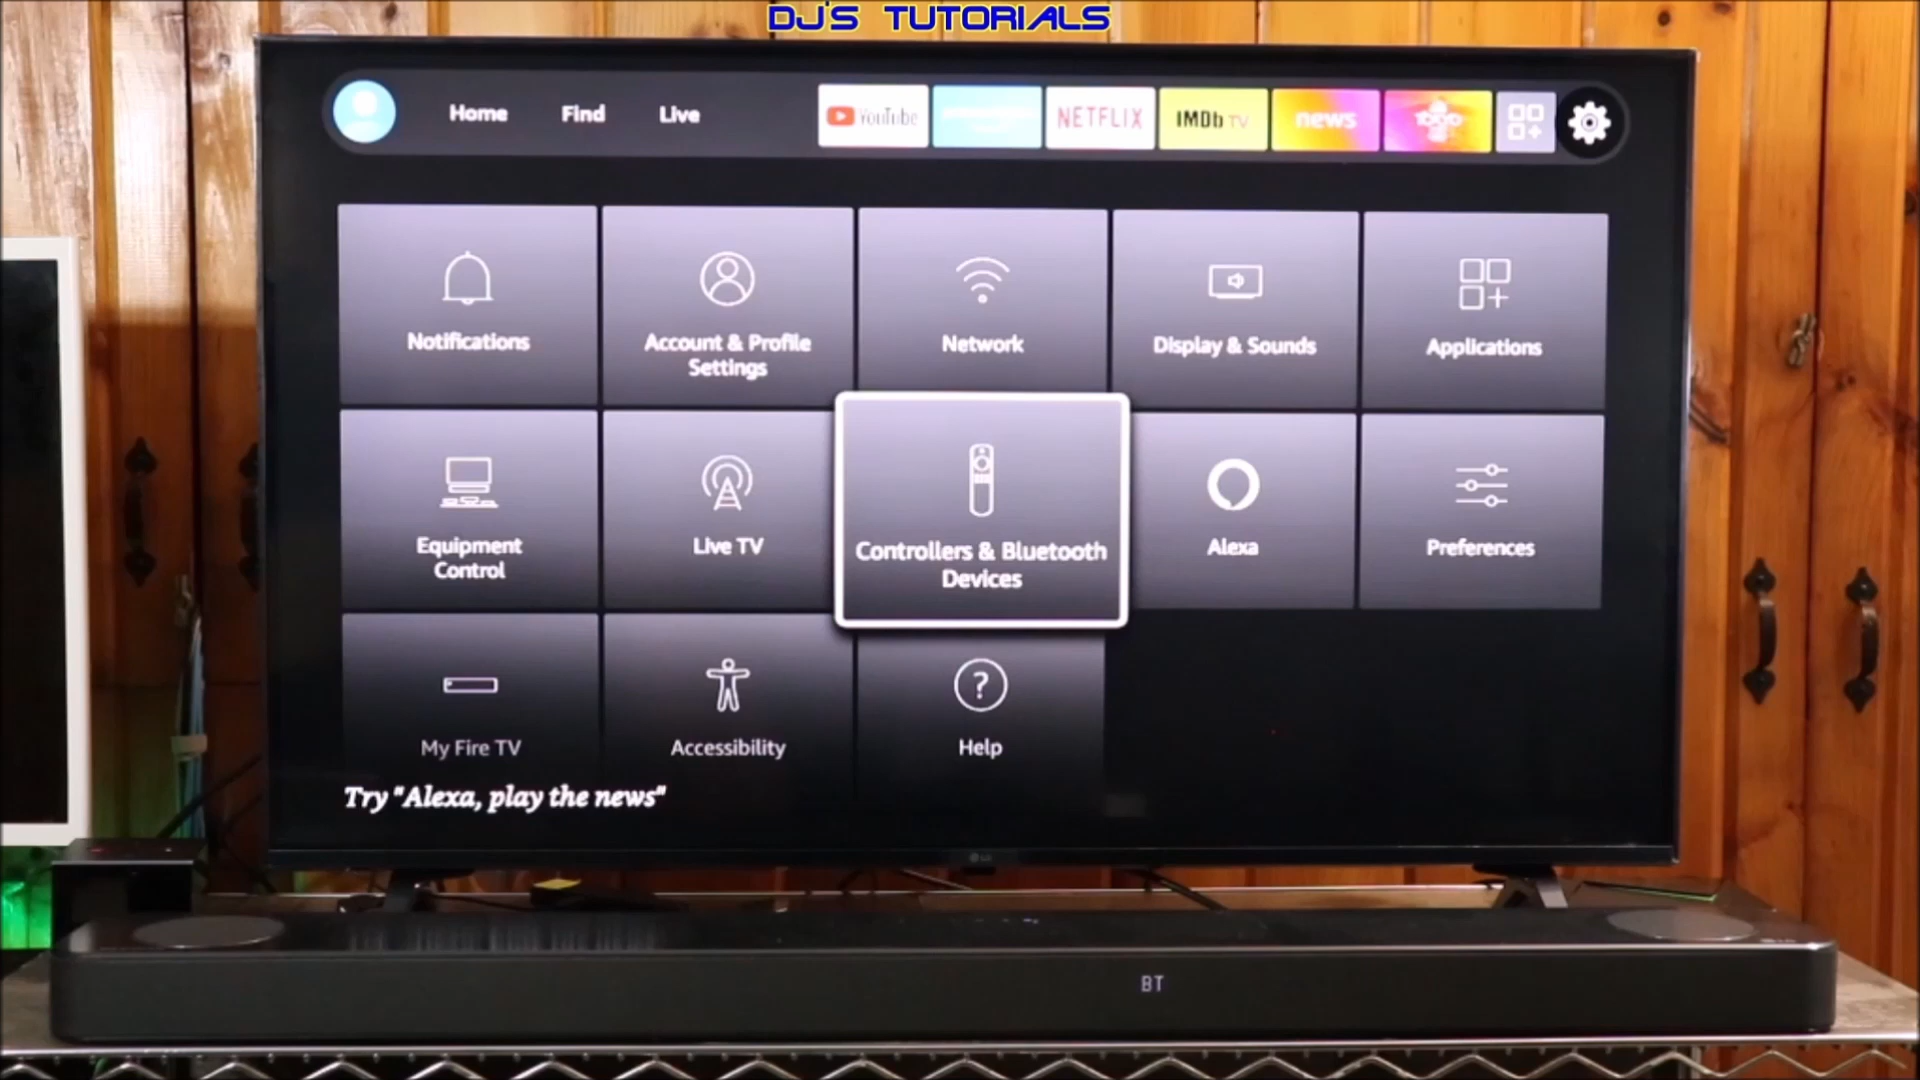 DJ'S TUTORIALS
Home Find Live YouTube NETFLIX IMDb TV news
Notifications
Account & Profile
Settings
Network
Display & Sounds
Applications
Equipment
Control
Live TV
Controllers & Bluetooth
Devices
Alexa
Preferences
My Fire TV
Accessibility
Help
Try "Alexa, play the news"
LG
BT